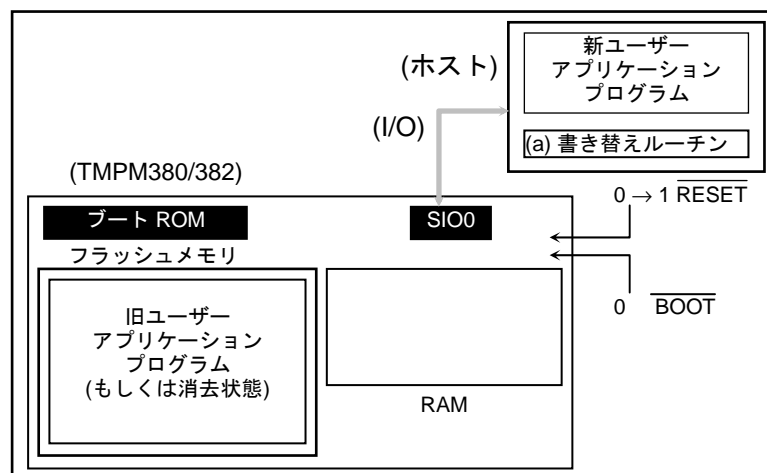 新ユーザー
アプリケーション
プログラム
(ホスト)
(I/O)
(a) 書き替えルーチン
(TMPM380/382)
0 → 1 RESET
ブート ROM
SIO0
フラッシュメモリ
旧ユーザー
アプリケーション
プログラム
(もしくは消去状態)
0 BOOT
RAM